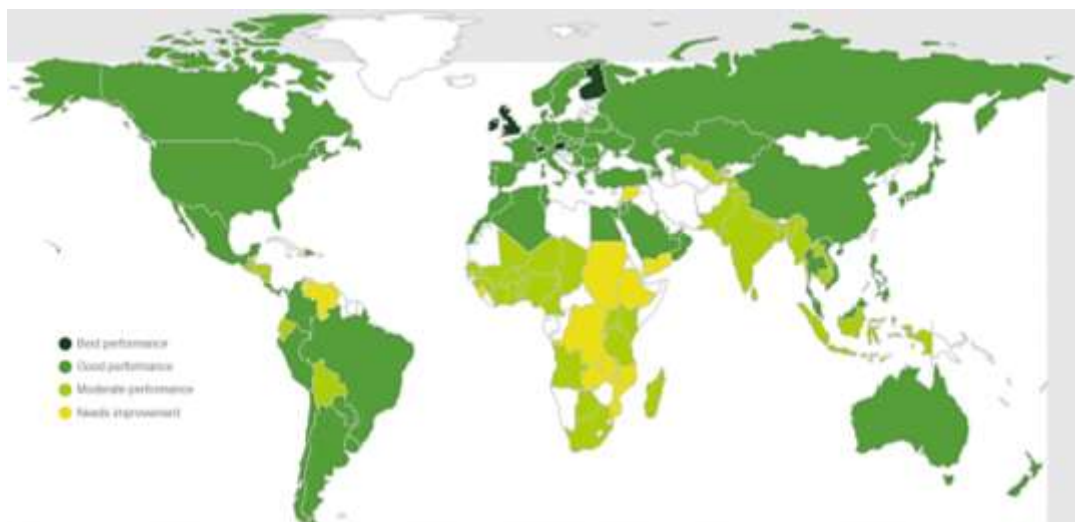 Best performance
Good performance
Moderate performance
Needs improvement